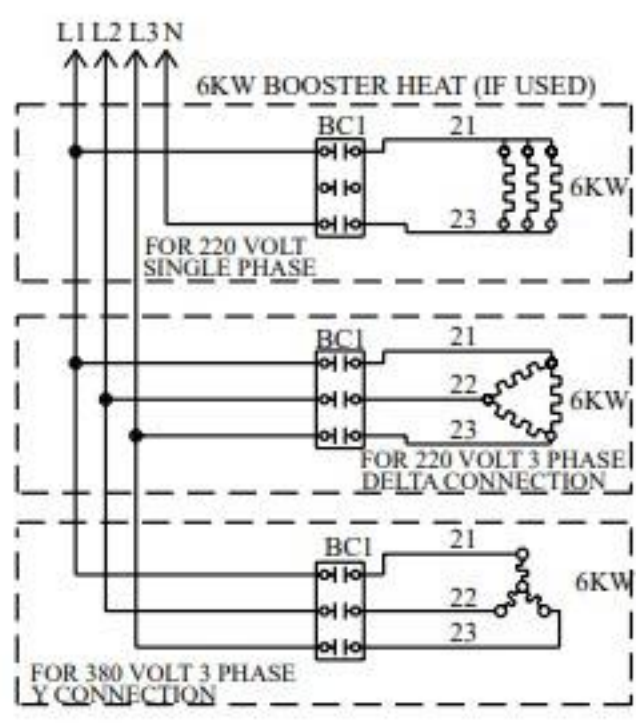 L1 L2 L3 N
6KW BOOSTER HEAT (IF USED)
BC1
21
6KW
23
FOR 220 VOLT
SINGLE PHASE
BC1
21
22
6KW
23
FOR 220 VOLT 3 PHASE
DELTA CONNECTION
BC1
21
6KW
22
23
FOR 380 VOLT 3 PHASE
Y CONNECTION